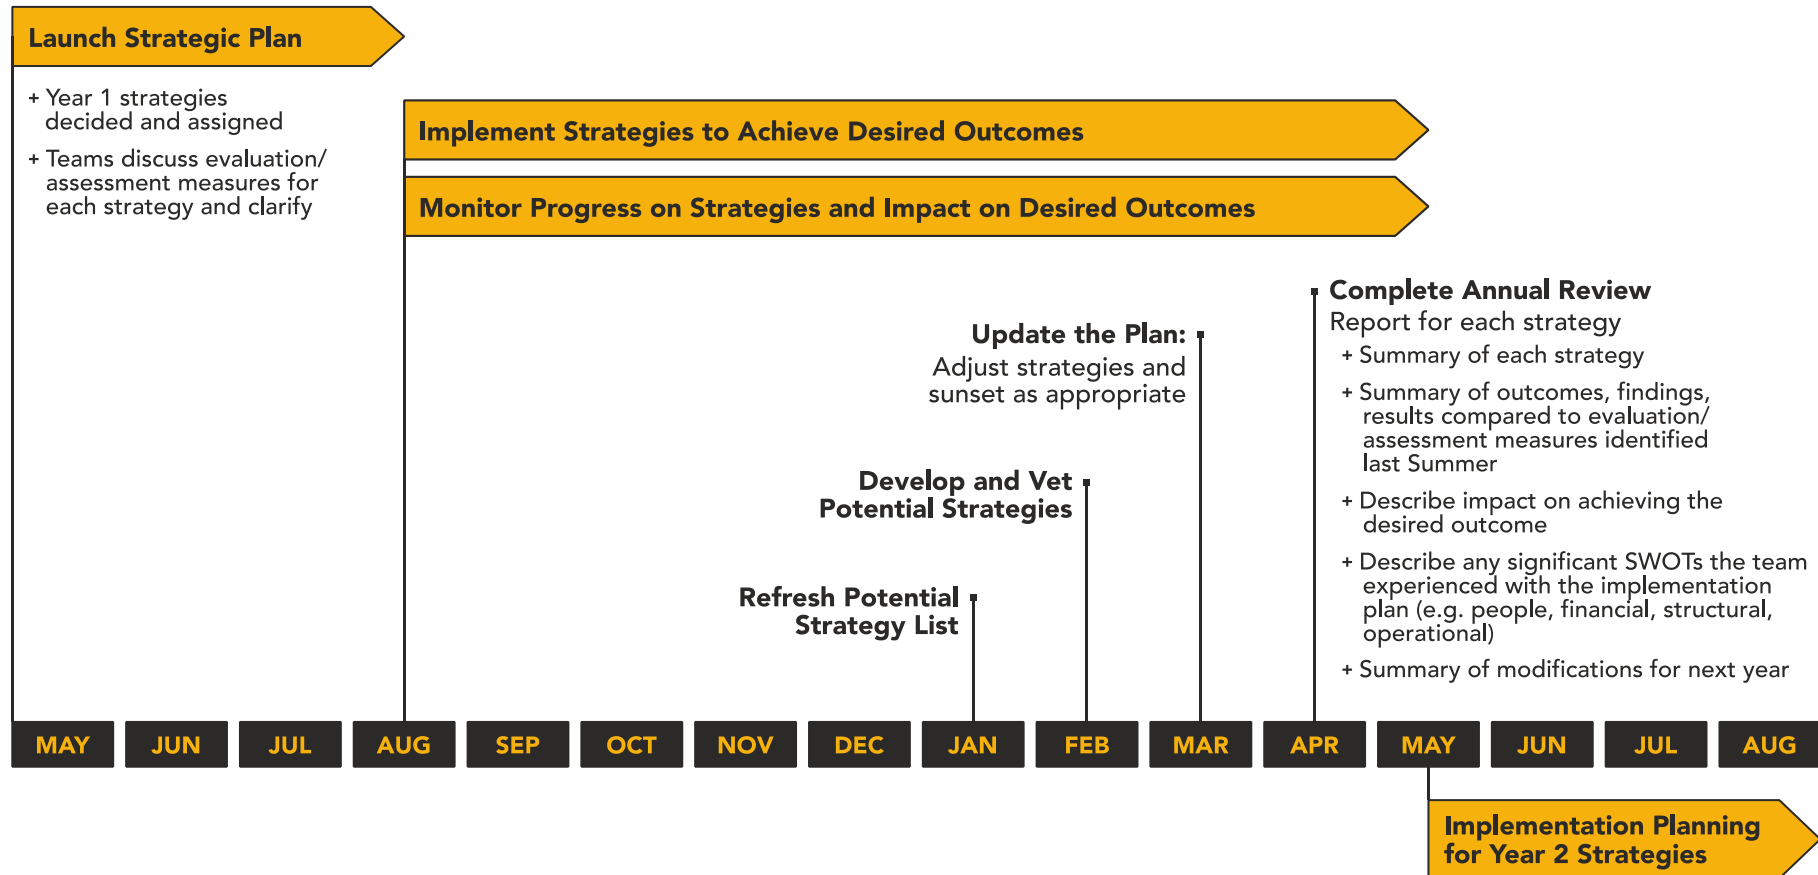 Launch Strategic Plan
+ Year 1 strategies
decided and assigned
+ Teams discuss evaluation/
assessment measures for
each strategy and clarify
Implement Strategies to Achieve Desired Outcomes
Monitor Progress on Strategies and Impact on Desired Outcomes
Complete Annual Review
Report for each strategy
+ Summary of each strategy
+ Summary of outcomes, findings,
results compared to evaluation/
assessment measures identified
last Summer
+ Describe impact on achieving the
desired outcome
+ Describe any significant SWOTs the team
experienced with the implementation
plan (e.g. people, financial, structural,
operational)
+ Summary of modifications for next year
Update the Plan:
Adjust strategies and
sunset as appropriate
Develop and Vet
Potential Strategies
Refresh Potential
Strategy List
MAY JUN JUL AUG SEP OCT NOV DEC JAN FEB MAR APR MAY JUN JUL AUG
Implementation Planning
for Year 2 Strategies